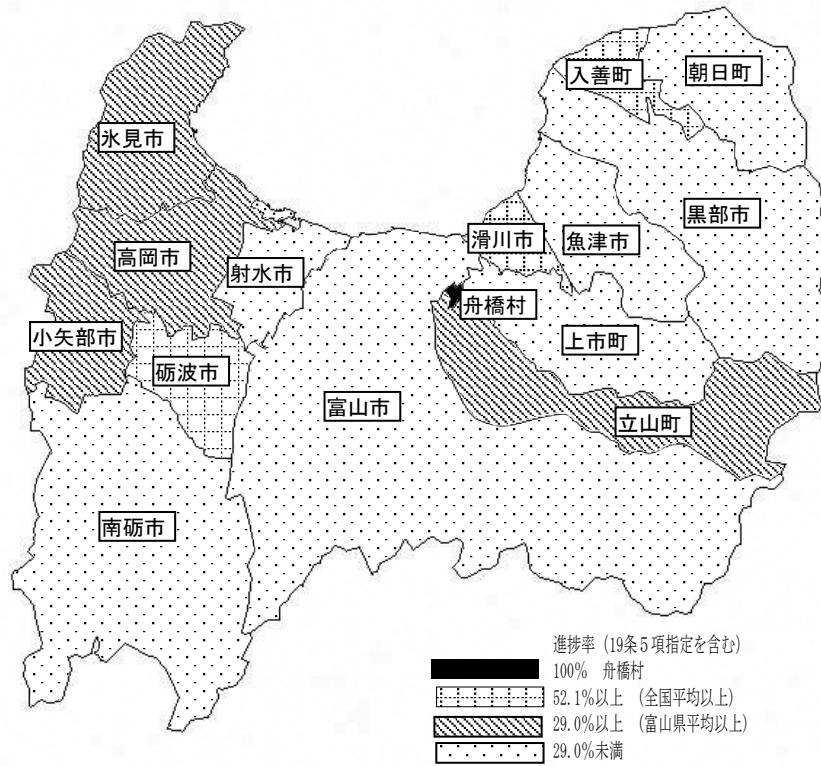 入善町
朝日町
氷見市
黒部市
滑川市
魚津市
高岡市
射水市
舟橋村
小矢部市
上市町
砺波市
富山市
立山町
南砺市
進捗率（19条5項指定を含む）
100%　舟橋村
52.1%以上　（全国平均以上）
29.0%以上　（富山県平均以上）
29.0%未満